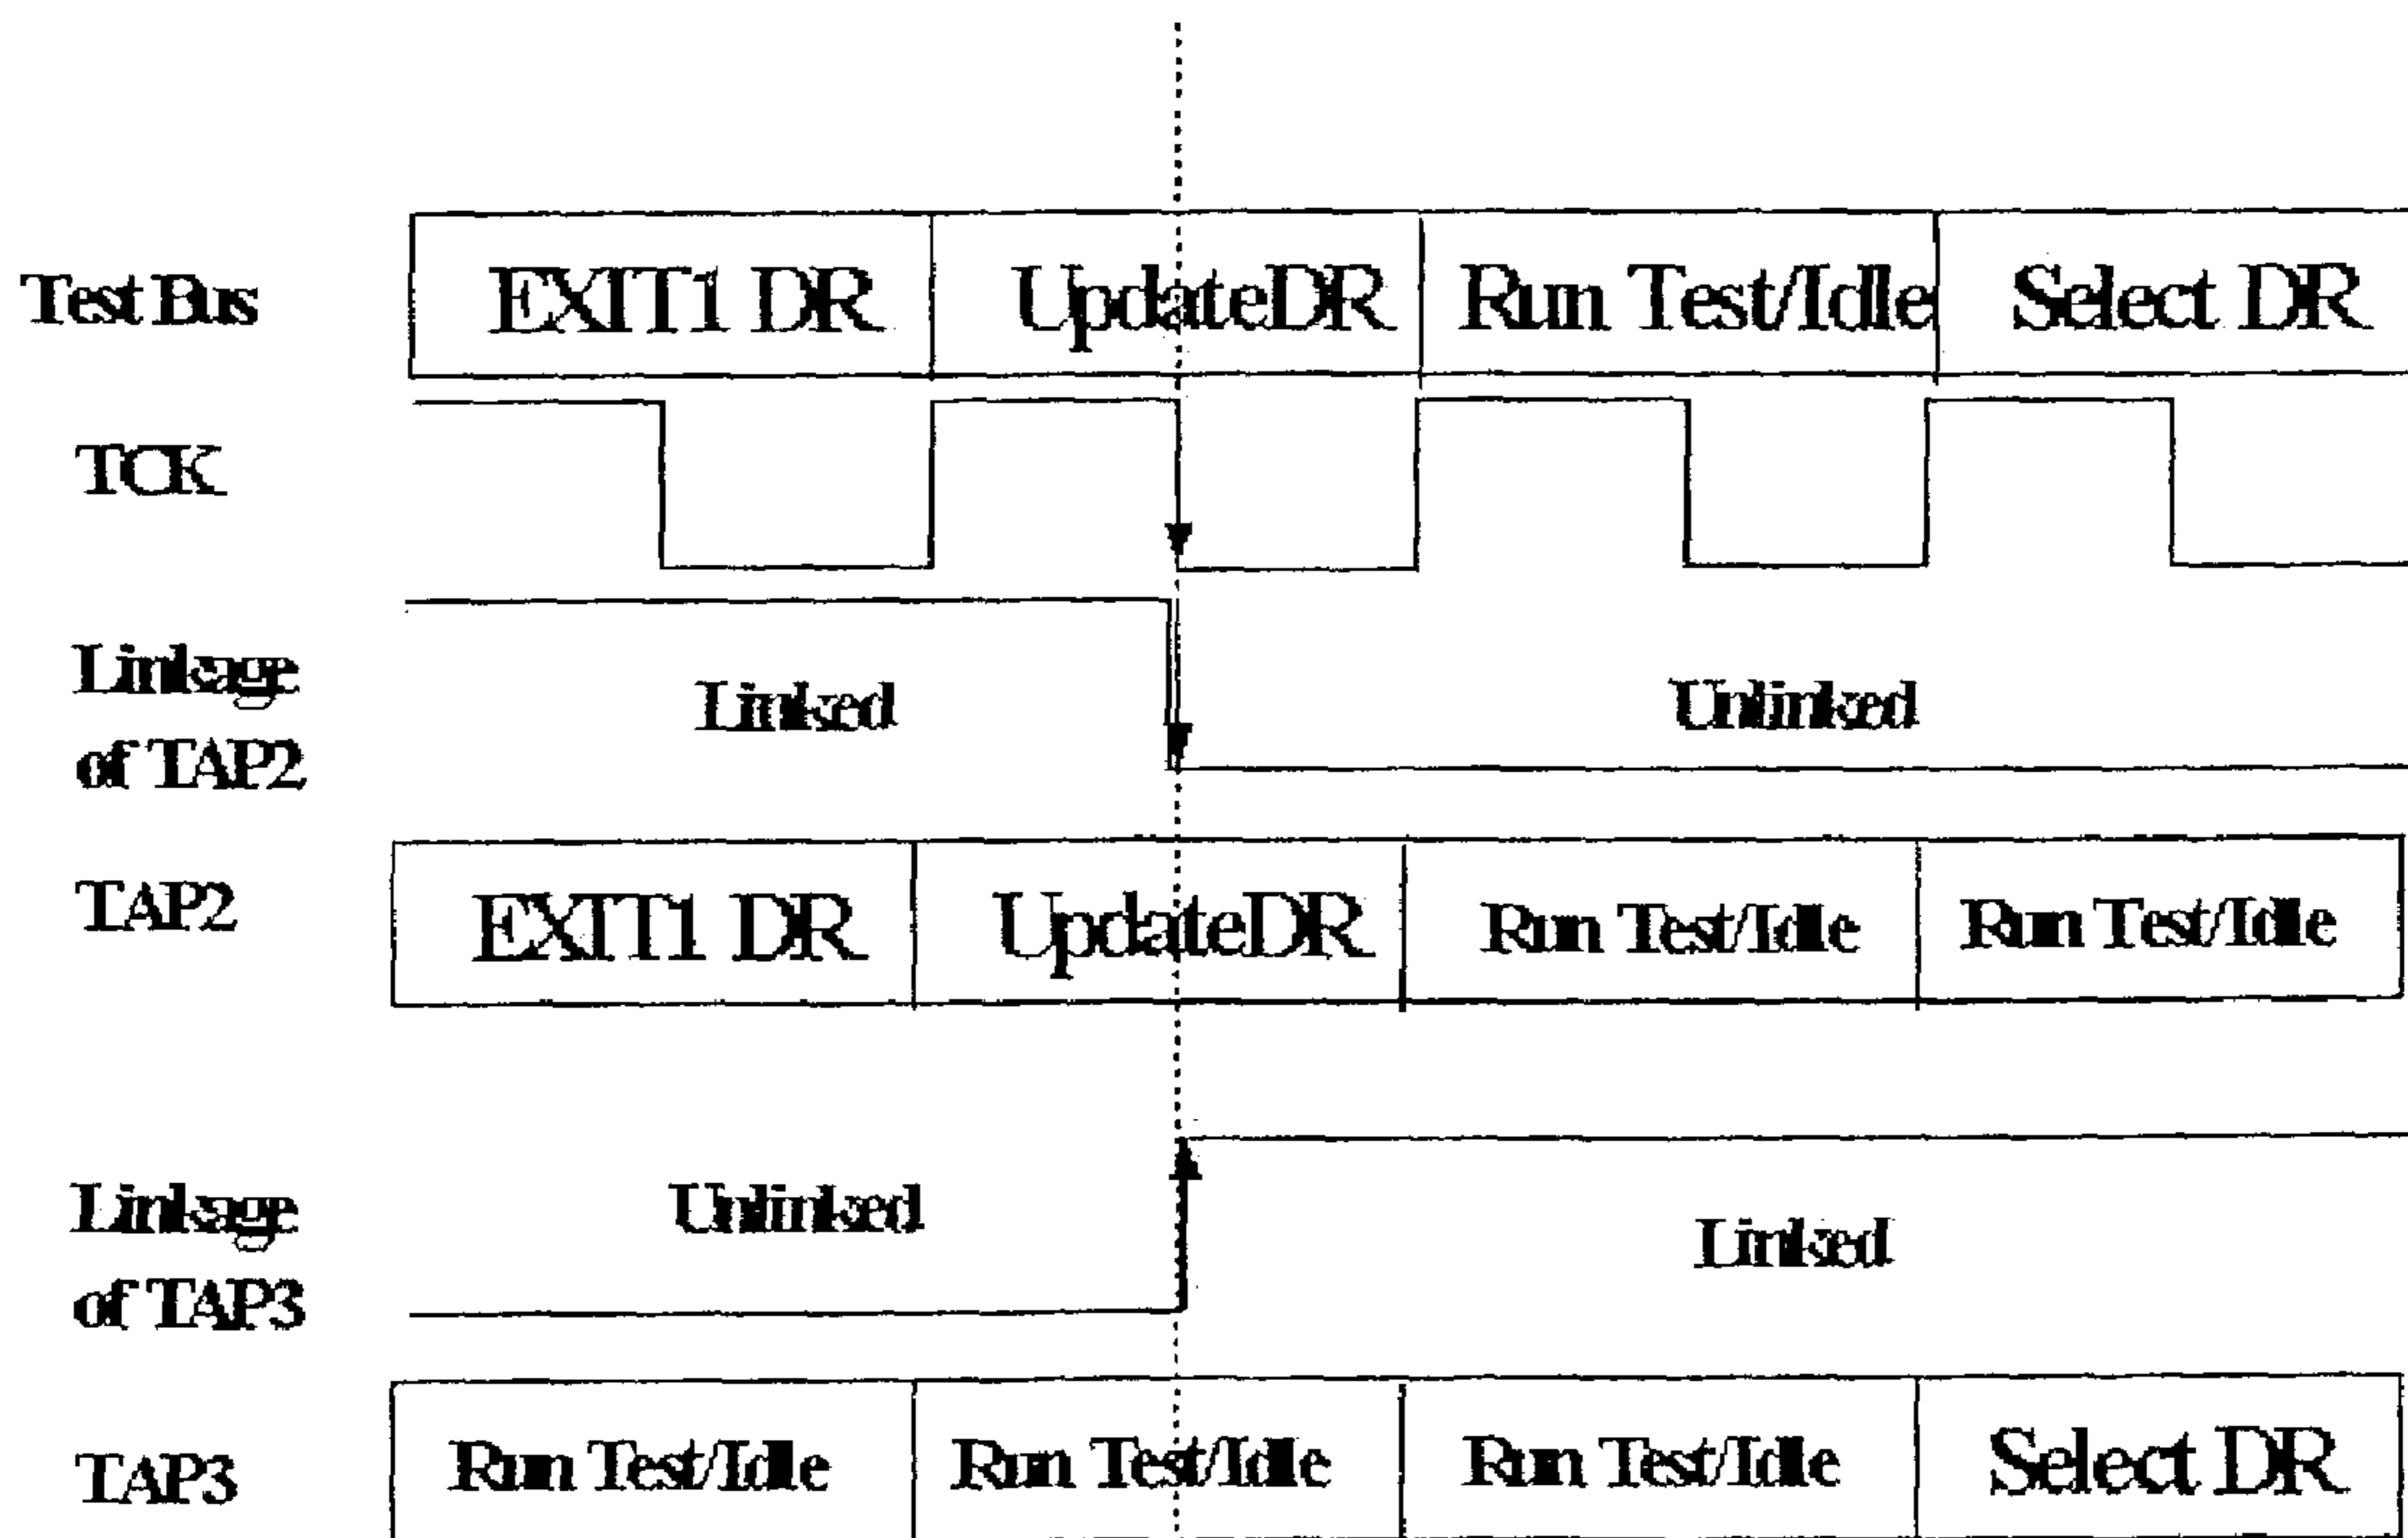 Test Bus
EXIT1 DR
UpdateDR
Run Test/Idle
Select DR
TCK
Linkage
of TAP2
Linked
Unlinked
TAP2
EXIT1 DR
UpdateDR
Run Test/Idle
Run Test/Idle
Linkage
of TAP3
Unlinked
Linked
TAP3
Run Test/Idle
Run Test/Idle
Run Test/Idle
Select DR